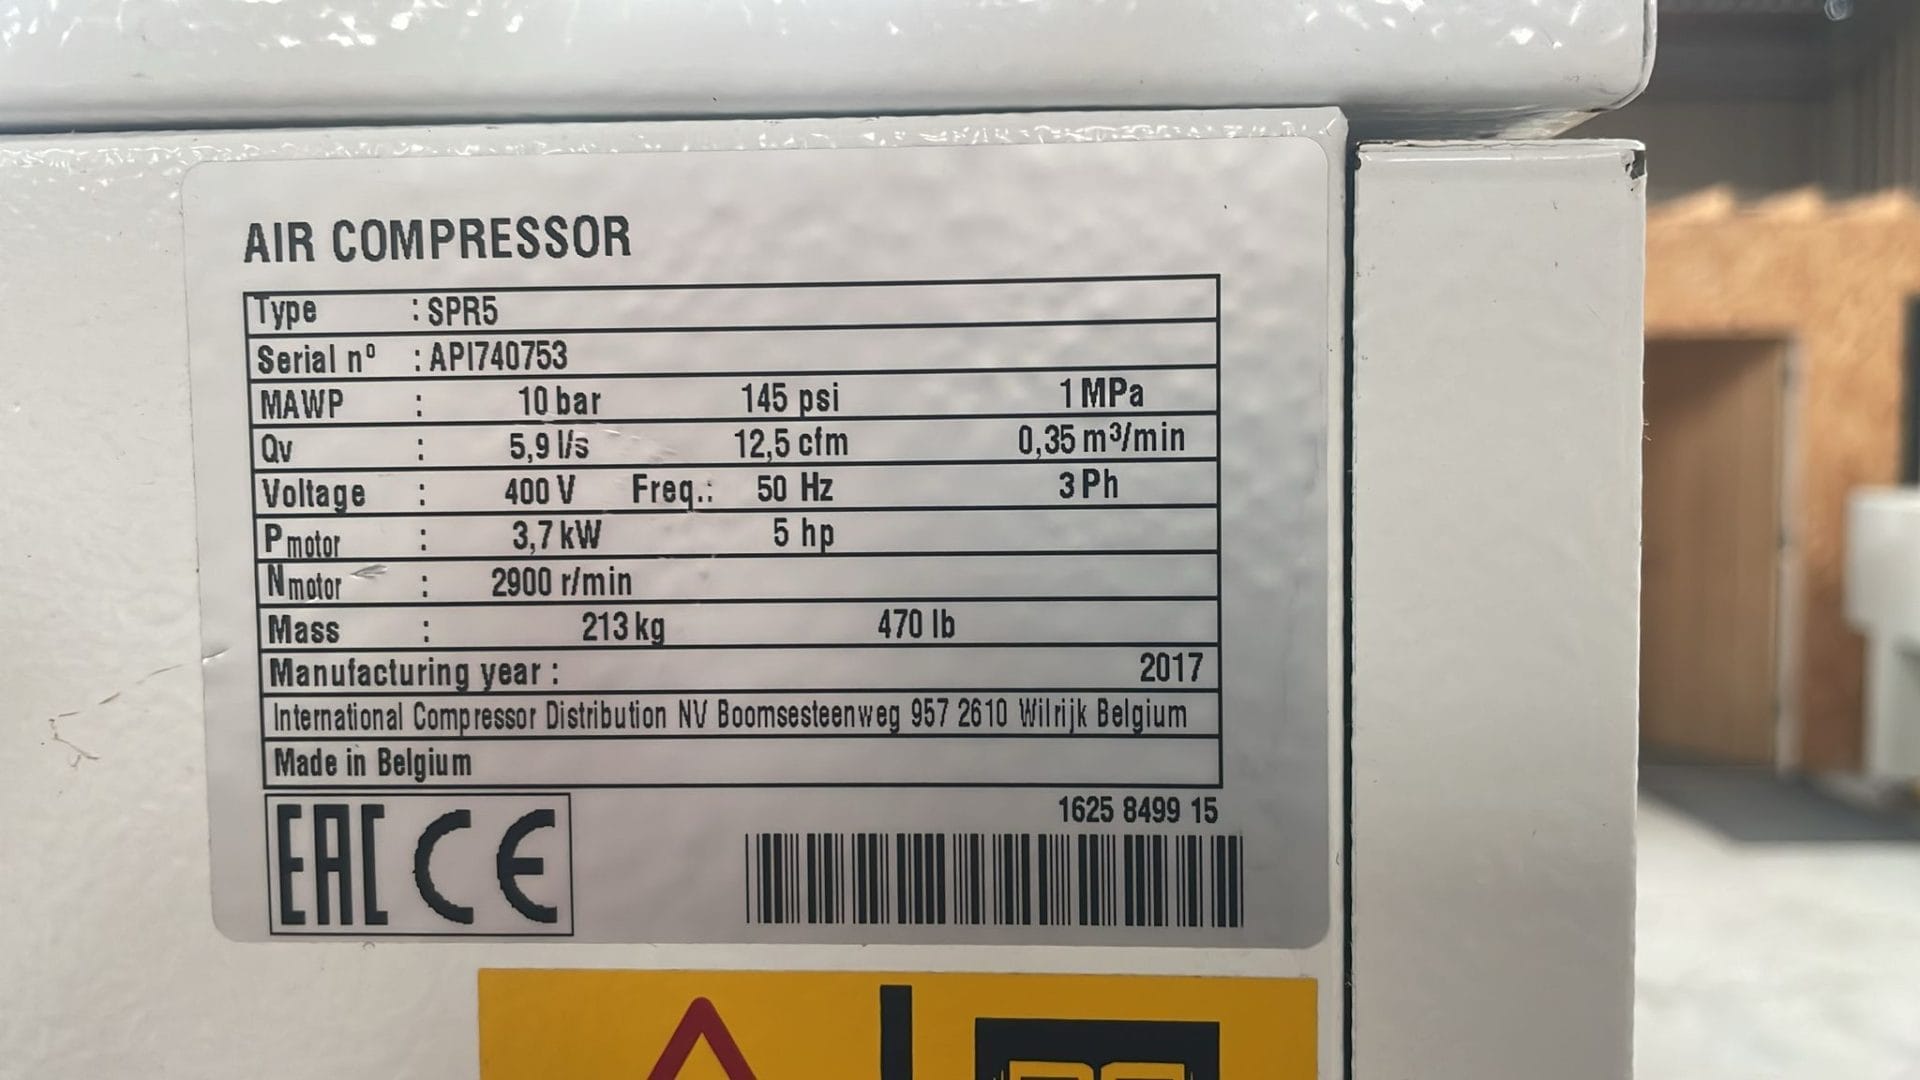 AIR COMPRESSOR
Type : SPR5
Serial nº : API740753
MAWP : 10 bar 145 psi 1 MPa
Qv : 5,9 l/s 12,5 cfm 0,35 m³/min
Voltage : 400 V Freq.: 50 Hz 3 Ph
P motor : 3,7 kW 5 hp
N motor : 2900 r/min
Mass : 213 kg 470 lb
Manufacturing year : 2017
International Compressor Distribution NV Boomsesteenweg 957 2610 Wilrijk Belgium
Made in Belgium
1625 8499 15
EAC CE